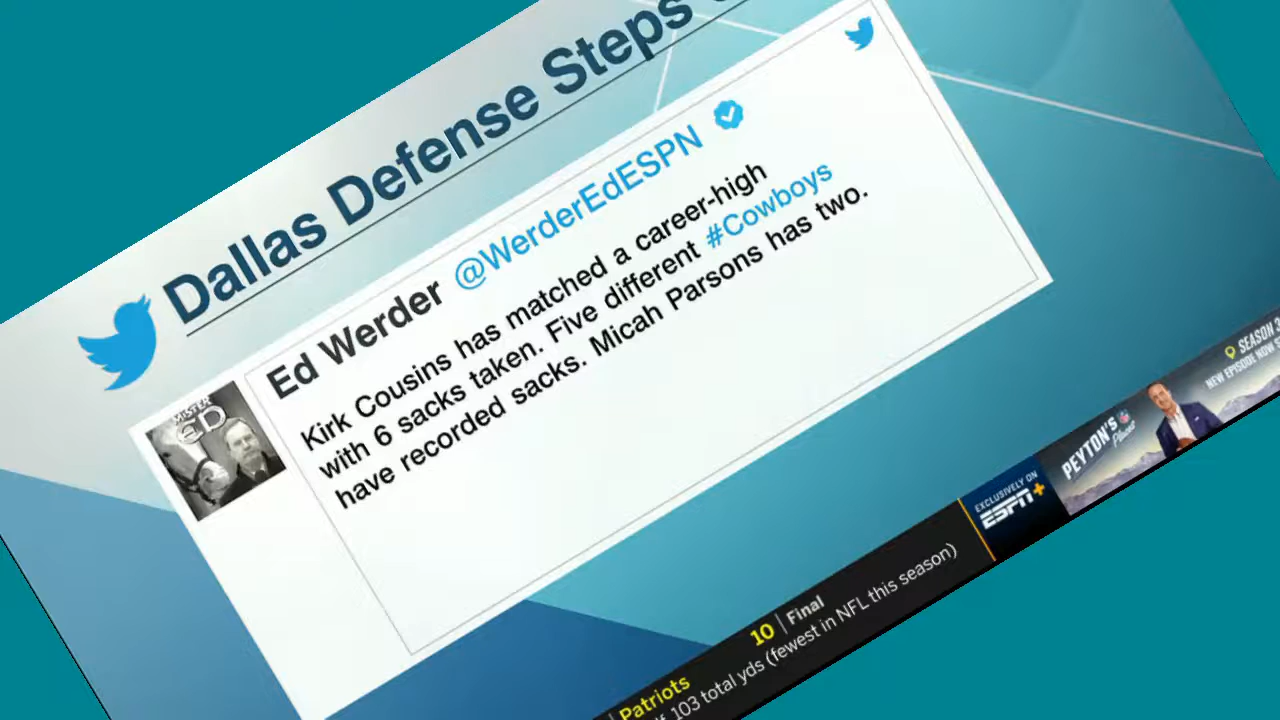 Dallas Defense Steps
Ed Werder @WerderEdESPN
Kirk Cousins has matched a career-high
with 6 sacks taken. Five different #Cowboys
have recorded sacks. Micah Parsons has two.
MISTER
ED
EXCLUSIVELY ON
ESPN+
PEYTON'S
Places
SEASON
NEW EPISODE NOW
Patriots 10 | Final
103 total yds (fewest in NFL this season)